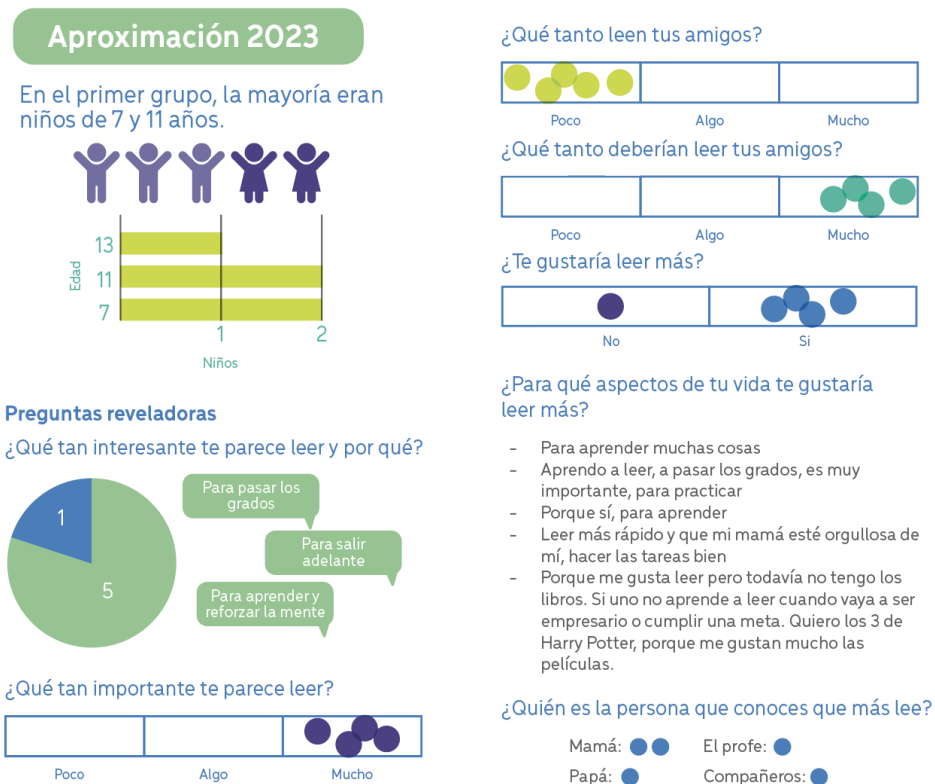 Aproximación 2023
En el primer grupo, la mayoría eran
niños de 7 y 11 años.
Edad
13
11
7
1
2
Niños
Preguntas reveladoras
¿Qué tan interesante te parece leer y por qué?
1
5
Para pasar los
grados
Para salir
adelante
Para aprender y
reforzar la mente
¿Qué tan importante te parece leer?
Poco
Algo
Mucho
¿Qué tanto leen tus amigos?
Poco
Algo
Mucho
¿Qué tanto deberían leer tus amigos?
Poco
Algo
Mucho
¿Te gustaría leer más?
No
Si
¿Para qué aspectos de tu vida te gustaría
leer más?
- Para aprender muchas cosas
- Aprendo a leer, a pasar los grados, es muy
importante, para practicar
- Porque sí, para aprender
- Leer más rápido y que mi mamá esté orgullosa de
mí, hacer las tareas bien
- Porque me gusta leer pero todavía no tengo los
libros. Si uno no aprende a leer cuando vaya a ser
empresario o cumplir una meta. Quiero los 3 de
Harry Potter, porque me gustan mucho las
películas.
¿Quién es la persona que conoces que más lee?
Mamá:
El profe:
Papá:
Compañeros: